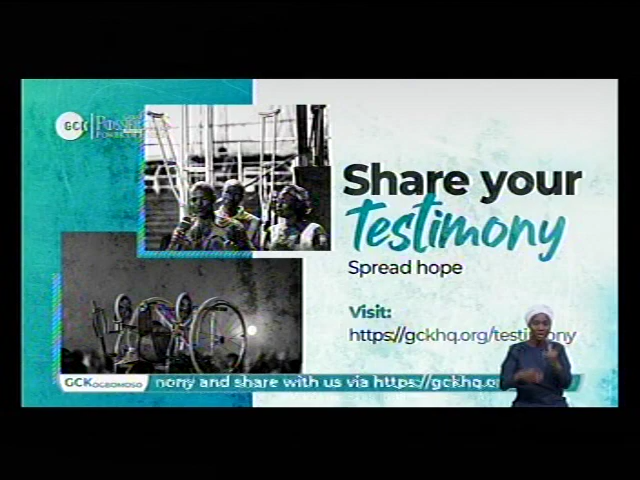 GCK
Share your
testimony
Spread hope
Visit:
https://gckhq.org/testimony
GCK OGBOMOSO
nony and share with us via https://gckhq.o